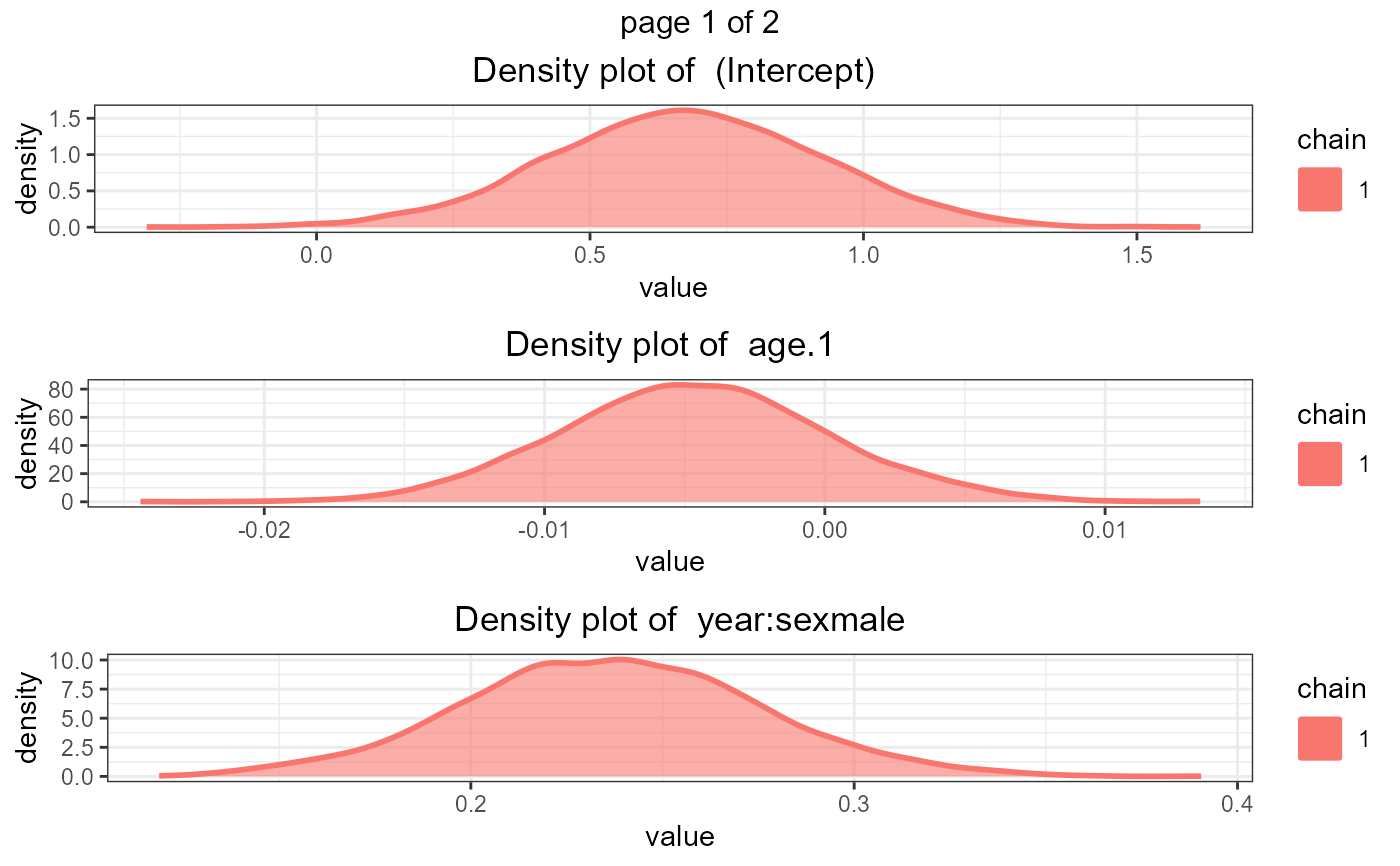 page 1 of 2
Density plot of (Intercept)
density
1.5
1.0
0.5
0.0
0.0 0.5 1.0 1.5
value
chain
1
Density plot of age.1
density
80
60
40
20
0
-0.02 -0.01 0.00 0.01
value
chain
1
Density plot of year:sexmale
density
10.0
7.5
5.0
2.5
0.0
0.2 0.3 0.4
value
chain
1